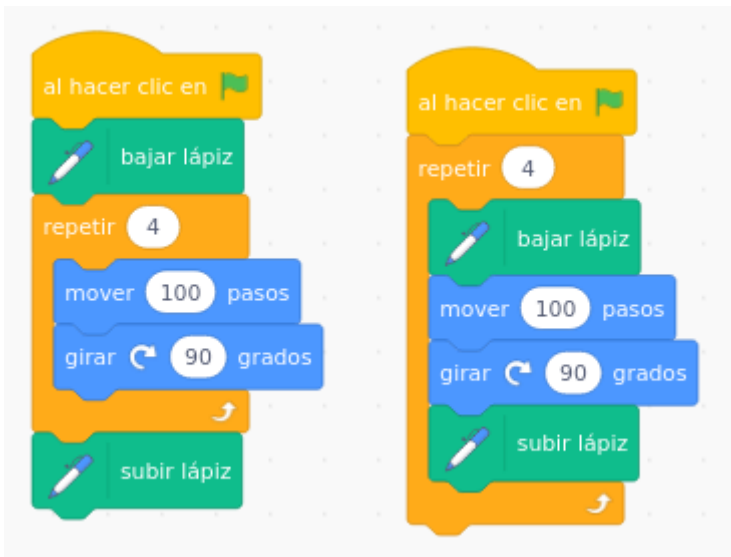 al hacer clic en
bajar lápiz
repetir 4
mover 100 pasos
girar 90 grados
subir lápiz
al hacer clic en
repetir 4
bajar lápiz
mover 100 pasos
girar 90 grados
subir lápiz